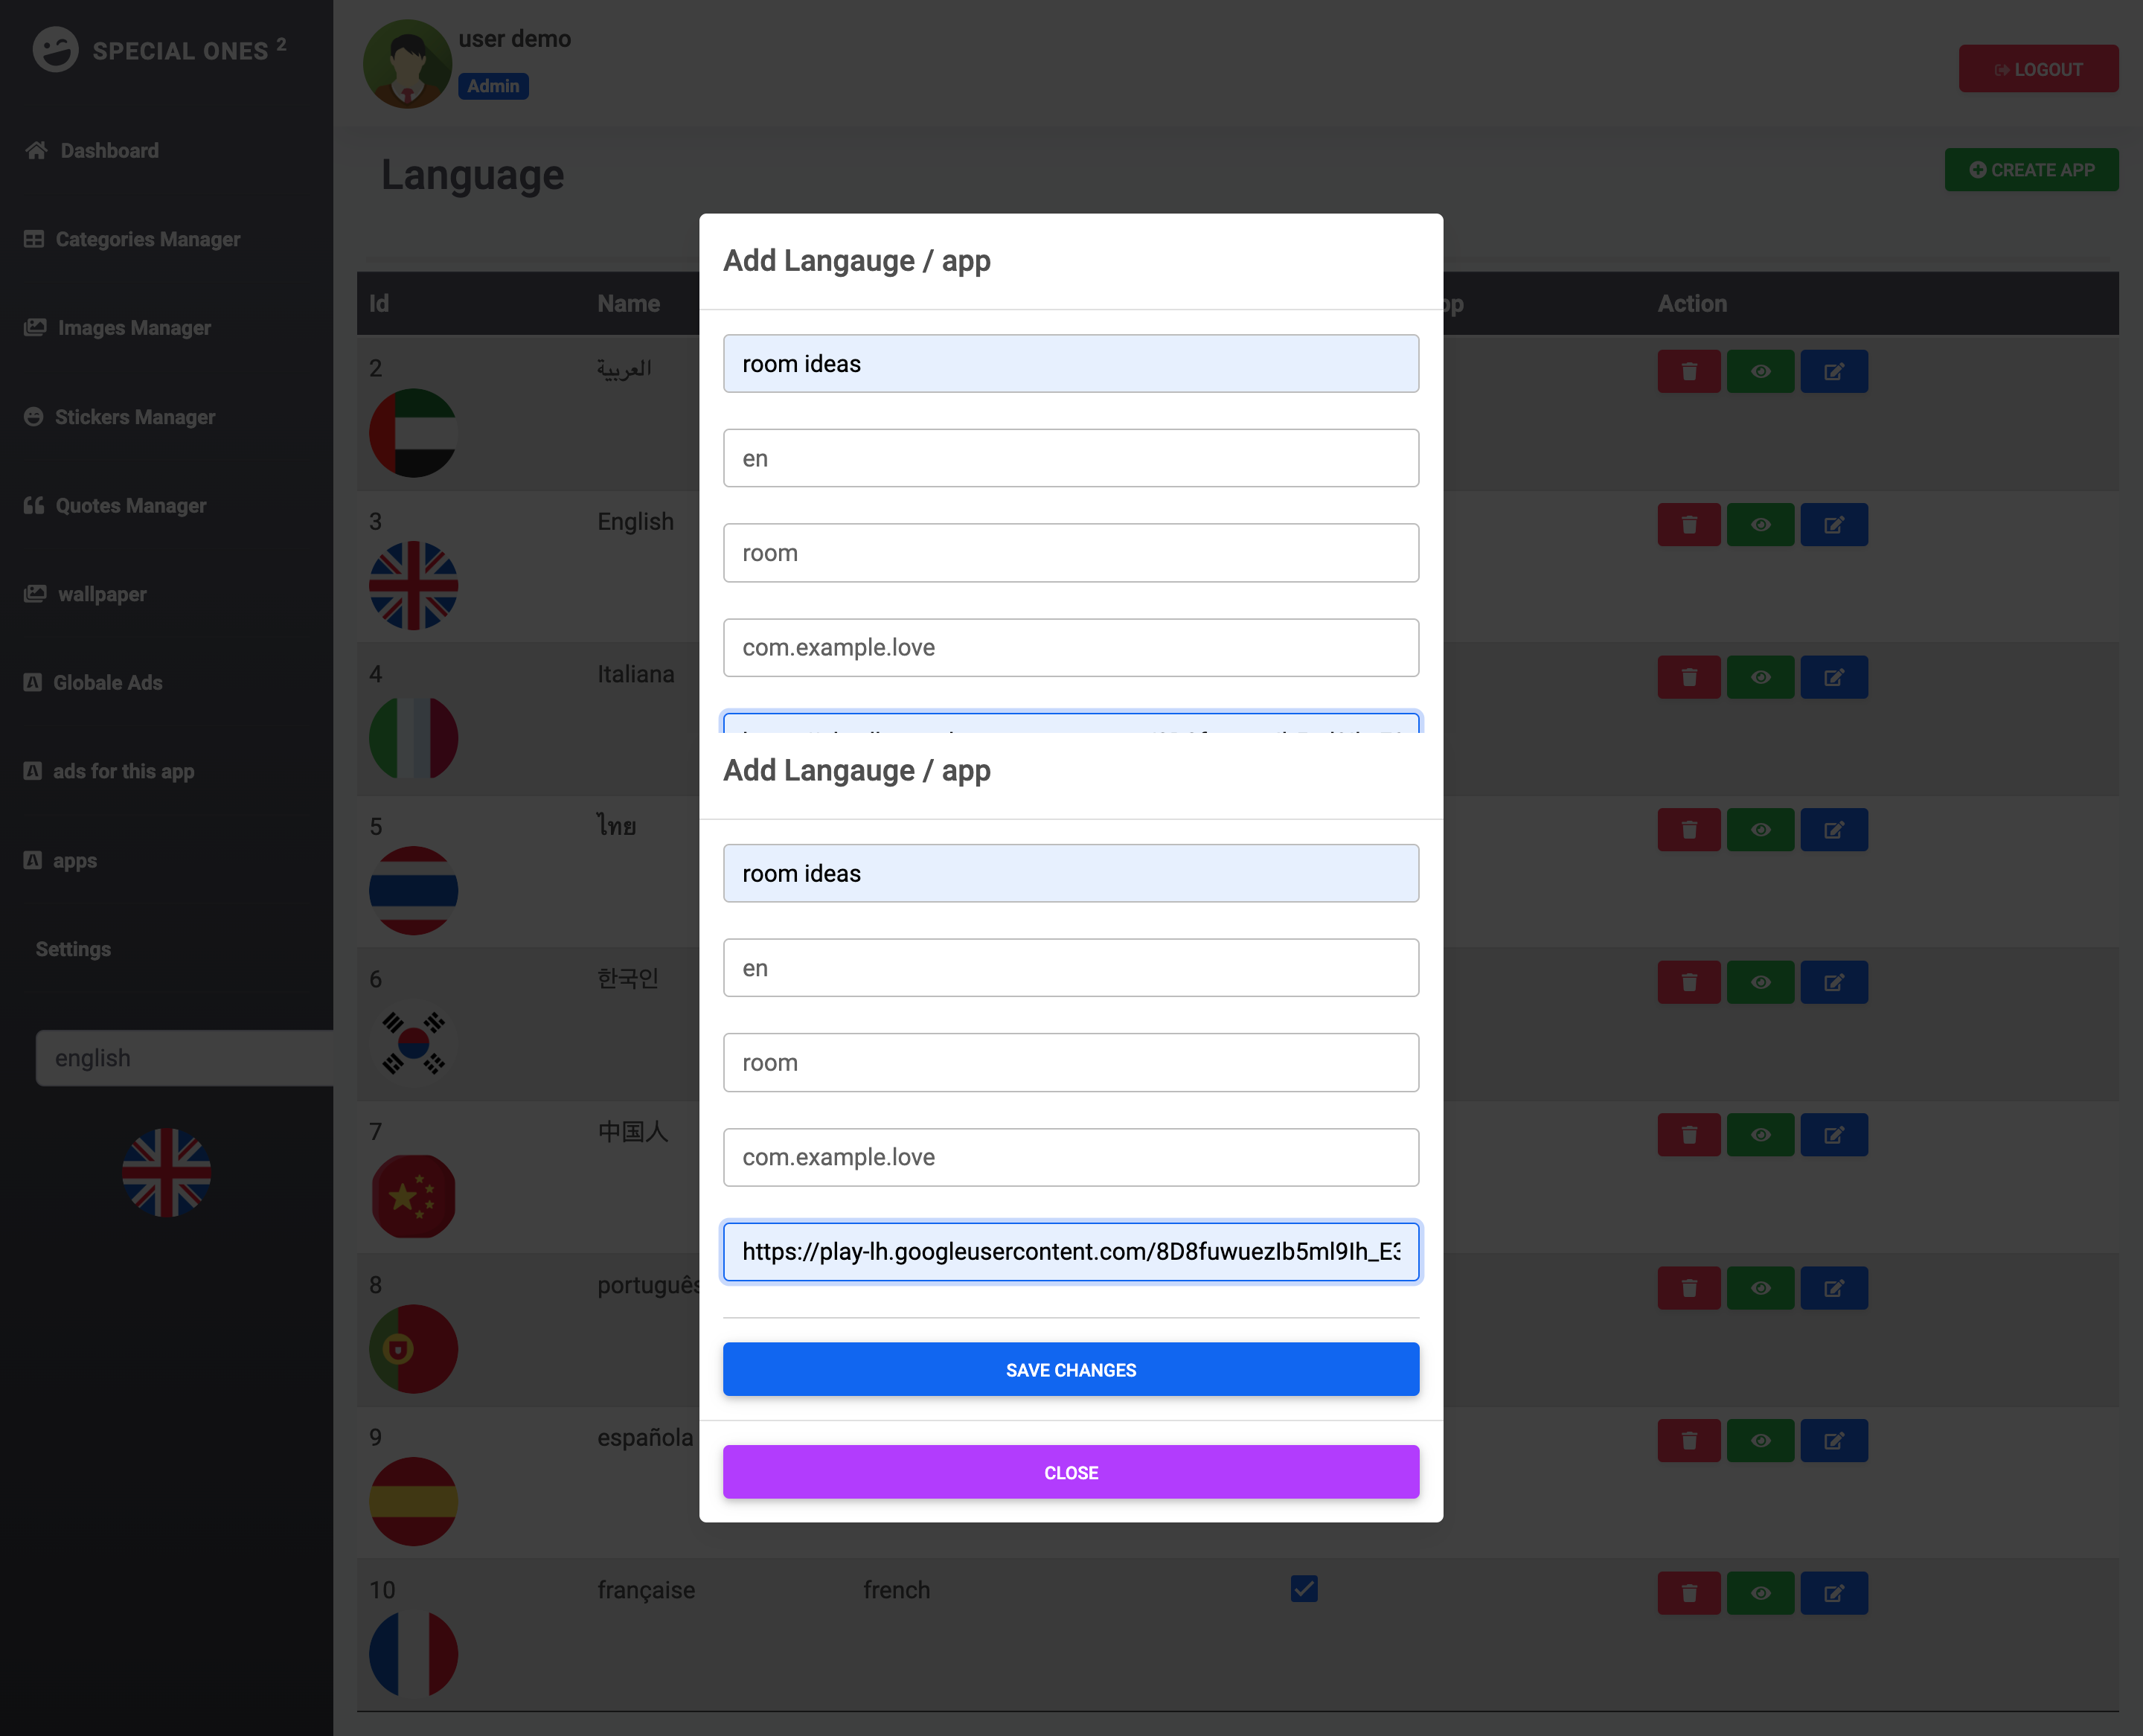 SPECIAL ONES 2
Dashboard
Categories Manager
Images Manager
Stickers Manager
Quotes Manager
wallpaper
Globale Ads
ads for this app
apps
Settings
english
user demo
Admin
LOGOUT
Language
CREATE APP
Id Name Action
2 العربية
3 English
4 Italiana
5 ไทย
6 한국인
7 中国人
8 português
9 española
10 française french
Add Langauge / app
room ideas
en
room
com.example.love
Add Langauge / app
room ideas
en
room
com.example.love
https://play-lh.googleusercontent.com/8D8fuwuezIb5ml9Ih_E3
SAVE CHANGES
CLOSE